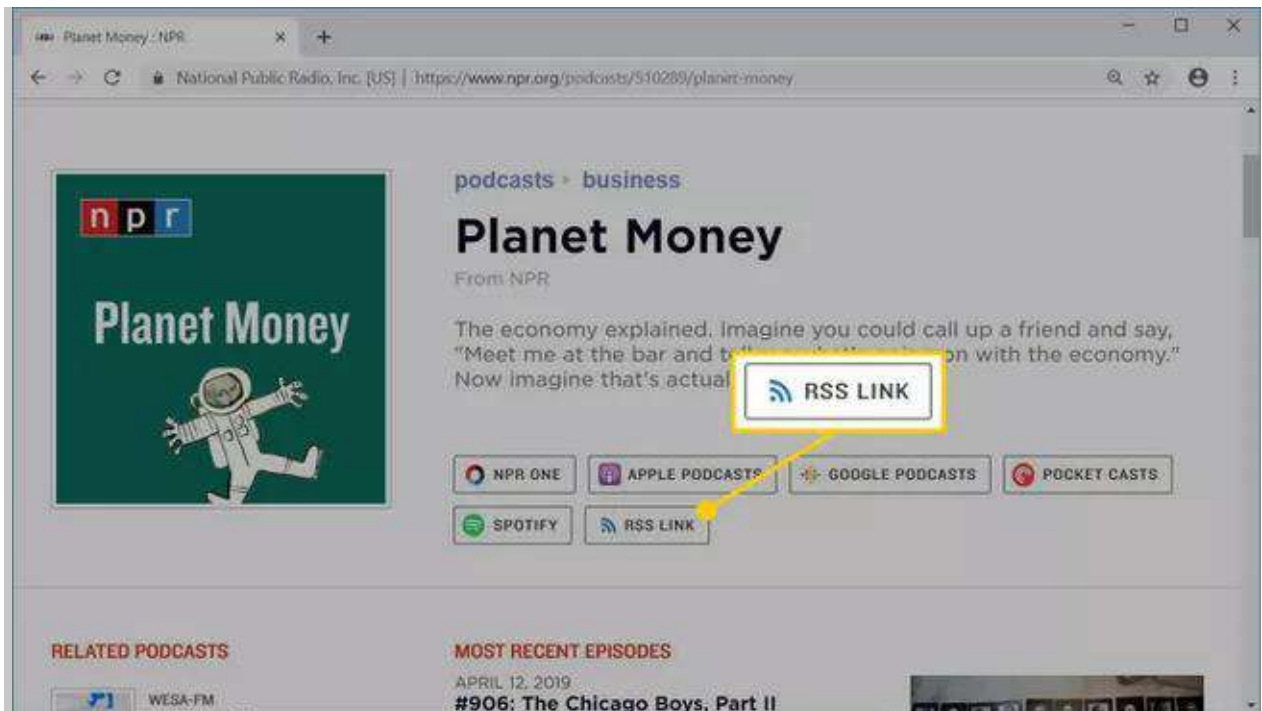 Planet Money : NPR
National Public Radio, Inc. [US] | https://www.npr.org/podcasts/510289/planet-money
npr
Planet Money
podcasts business
Planet Money
From NPR
The economy explained. Imagine you could call up a friend and say,
"Meet me at the bar and on with the economy."
Now imagine that's actual
RSS LINK
NPR ONE
APPLE PODCASTS
GOOGLE PODCASTS
POCKET CASTS
SPOTIFY
RSS LINK
RELATED PODCASTS
WESA-FM
MOST RECENT EPISODES
APRIL 12, 2019
#906: The Chicago Boys, Part II